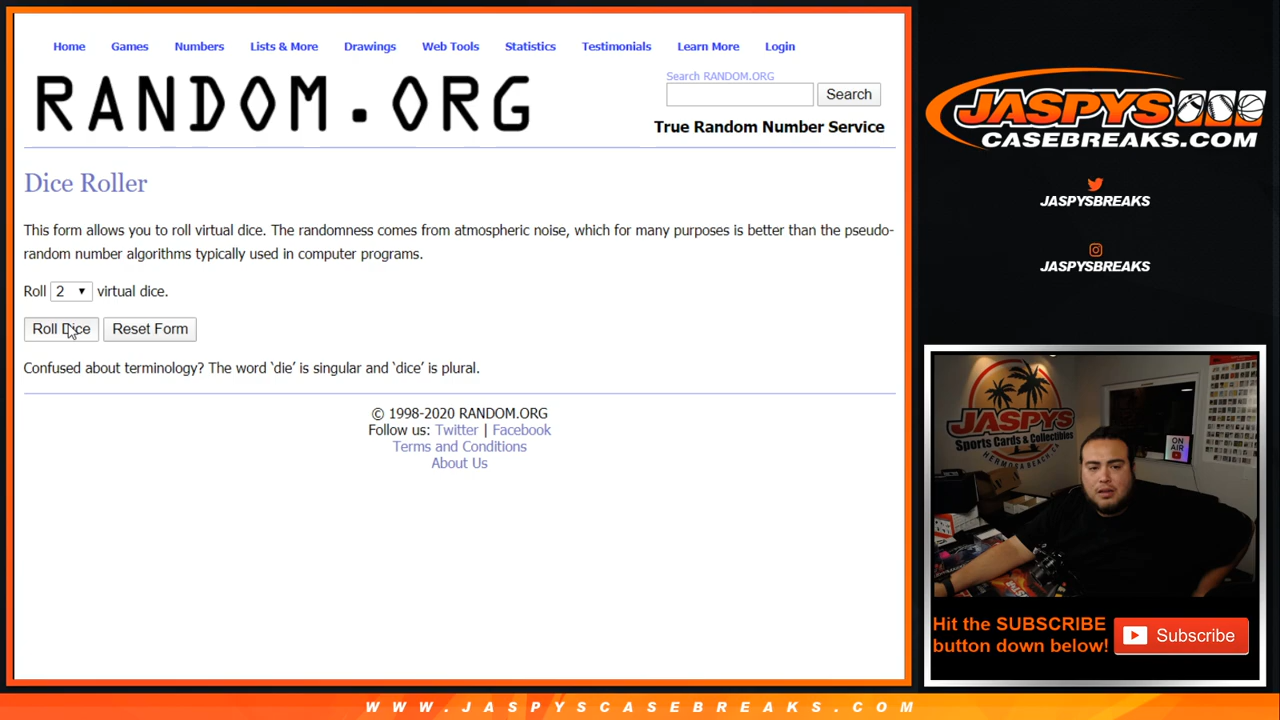 Home Games Numbers Lists & More Drawings Web Tools Statistics Testimonials Learn More Login
RANDOM.ORG
Search RANDOM.ORG
Search
True Random Number Service
Dice Roller
This form allows you to roll virtual dice. The randomness comes from atmospheric noise, which for many purposes is better than the pseudo-
random number algorithms typically used in computer programs.
Roll 2 virtual dice.
Roll Dice Reset Form
Confused about terminology? The word ‘die’ is singular and ‘dice’ is plural.
© 1998-2020 RANDOM.ORG
Follow us: Twitter | Facebook
Terms and Conditions
About Us
JASPYS
CASEBREAKS.COM
JASPYSBREAKS
JASPYSBREAKS
JASPYS
Sports Cards & Collectibles
HERMOSA BEACH, CA
ON
AIR
Hit the SUBSCRIBE
button down below!
Subscribe
WWW.JASPYSCASEBREAKS.COM